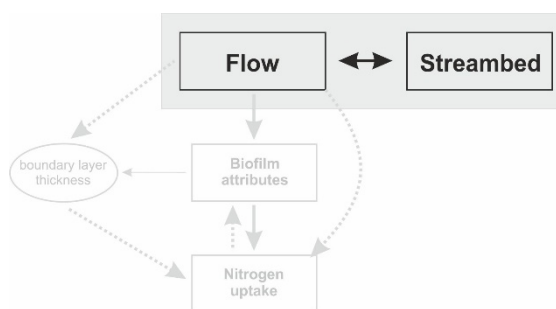 Flow
Streambed
boundary layer
thickness
Biofilm
attributes
Nitrogen
uptake